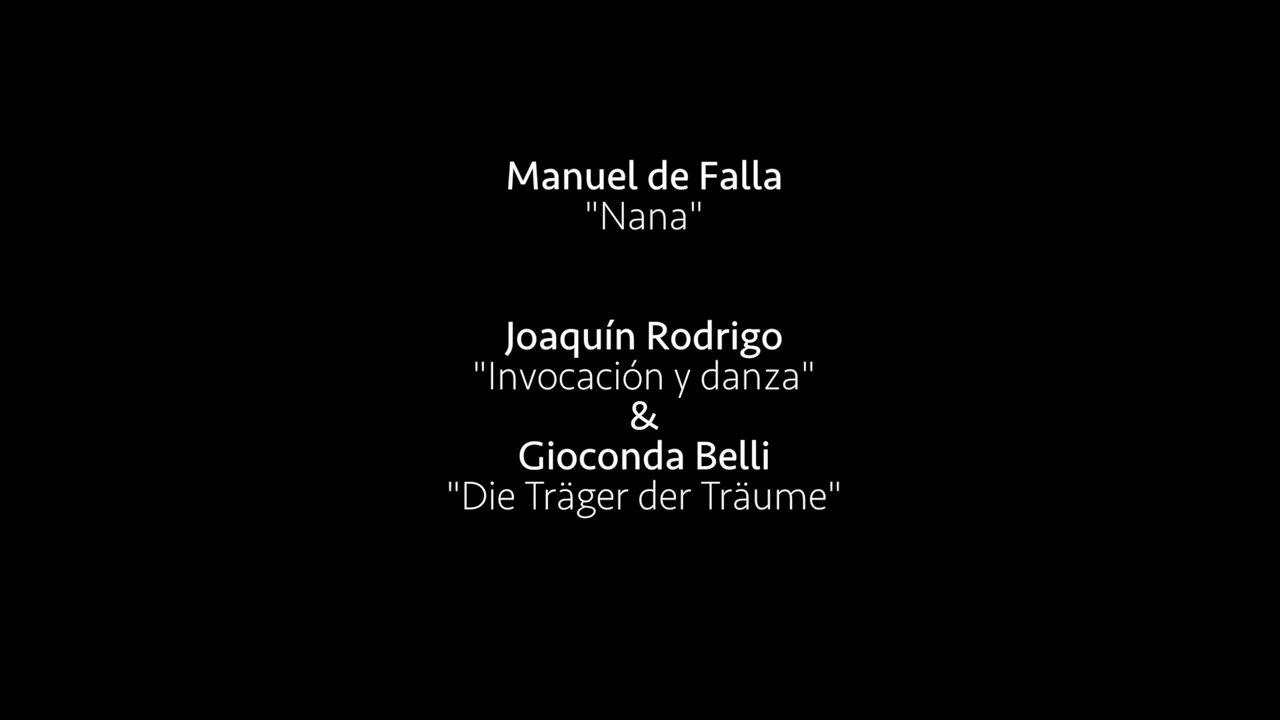 Manuel de Falla
"Nana"
Joaquín Rodrigo
"Invocación y danza"
&
Gioconda Belli
"Die Träger der Träume"